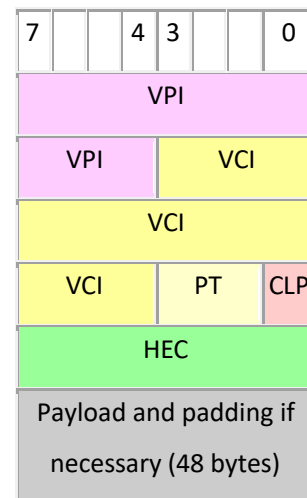 7 4 3 0
VPI
VPI VCI
VCI
VCI PT CLP
HEC
Payload and padding if
necessary (48 bytes)